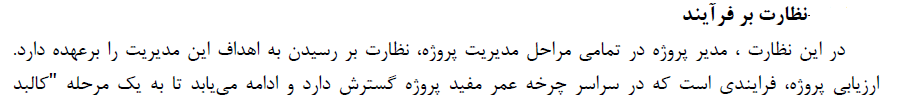 نظارت بر فرآیند
در این نظارت ، مدیر پروژه در تمامی مراحل مدیریت پروژه، نظارت بر رسیدن به اهداف این مدیریت را برعهده دارد.
ارزیابی پروژه، فرایندی است که در سراسر چرخه عمر مفید پروژه گسترش دارد و ادامه می‌یابد تا به یک مرحله "کالبد